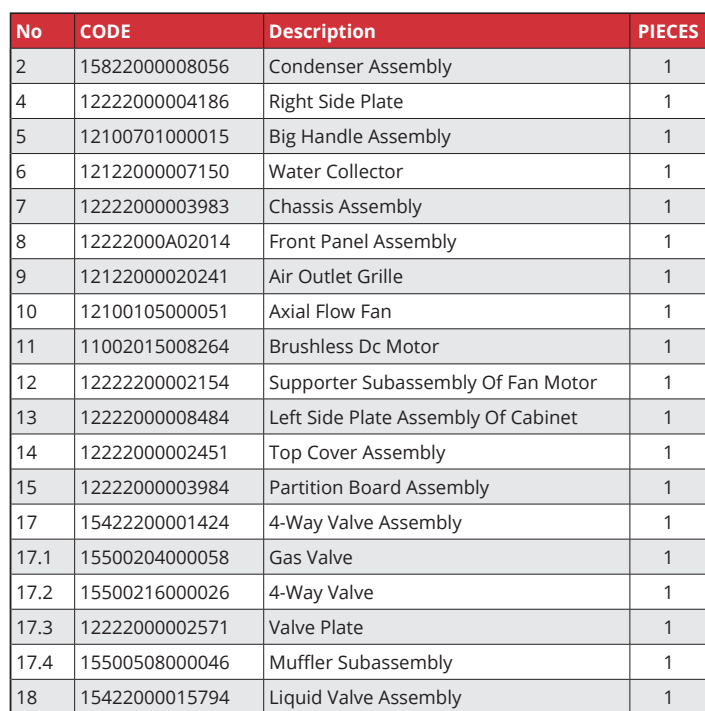 No CODE Description PIECES
2 15822000008056 Condenser Assembly 1
4 12222000004186 Right Side Plate 1
5 12100701000015 Big Handle Assembly 1
6 12122000007150 Water Collector 1
7 12222000003983 Chassis Assembly 1
8 12222000A02014 Front Panel Assembly 1
9 12122000020241 Air Outlet Grille 1
10 12100105000051 Axial Flow Fan 1
11 11002015008264 Brushless Dc Motor 1
12 12222200002154 Supporter Subassembly Of Fan Motor 1
13 12222000008484 Left Side Plate Assembly Of Cabinet 1
14 12222000002451 Top Cover Assembly 1
15 12222000003984 Partition Board Assembly 1
17 15422200001424 4-Way Valve Assembly 1
17.1 15500204000058 Gas Valve 1
17.2 15500216000026 4-Way Valve 1
17.3 12222000002571 Valve Plate 1
17.4 15500508000046 Muffler Subassembly 1
18 15422000015794 Liquid Valve Assembly 1